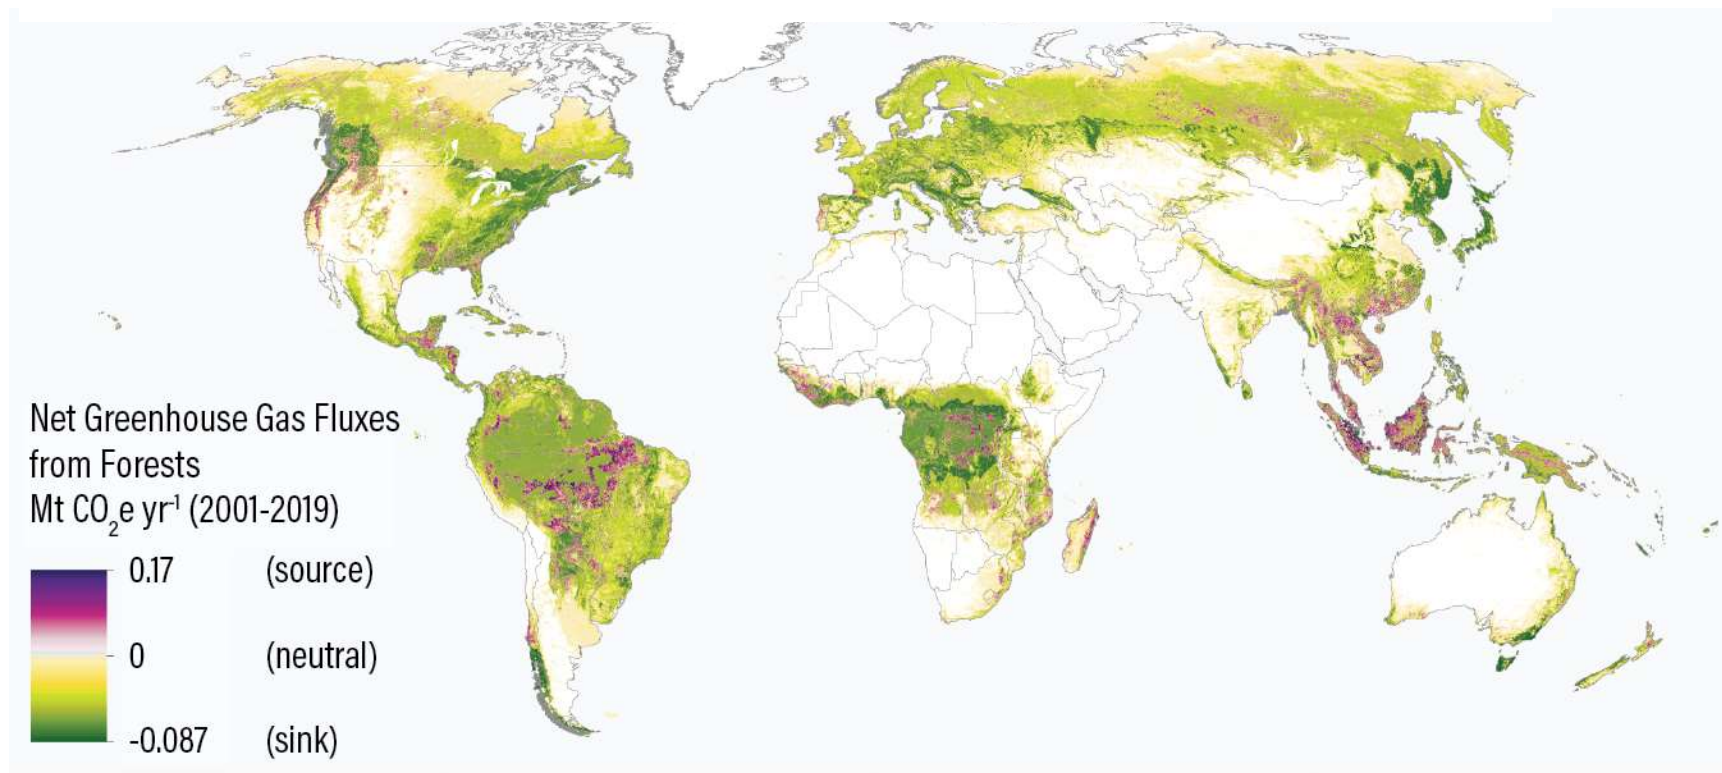 Net Greenhouse Gas Fluxes
from Forests
Mt CO₂e yr⁻¹ (2001-2019)
0.17 (source)
0 (neutral)
-0.087 (sink)